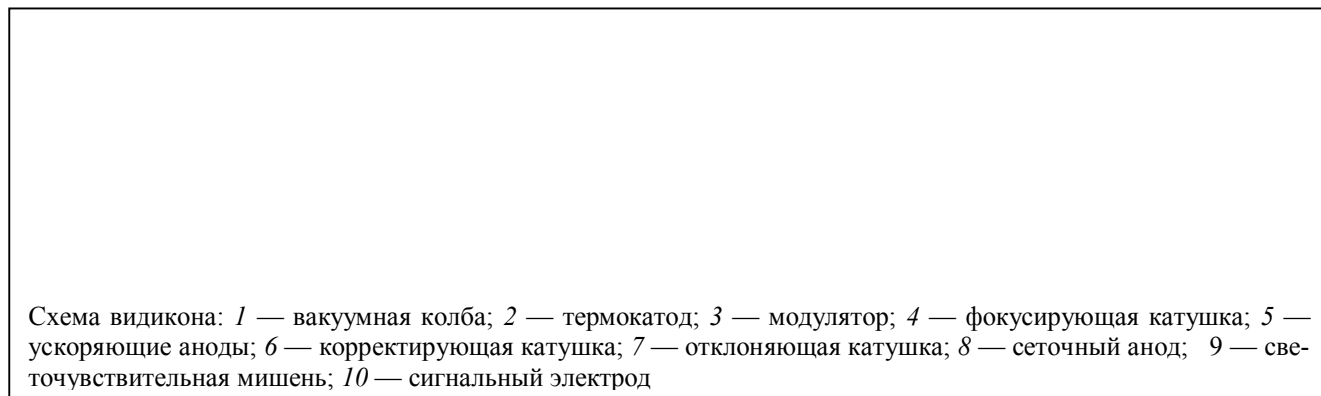 Схема видикона: 1 — вакуумная колба; 2 — термокатод; 3 — модулятор; 4 — фокусирующая катушка; 5 —
ускоряющие аноды; 6 — корректирующая катушка; 7 — отклоняющая катушка; 8 — сеточный анод; 9 — све-
точувствительная мишень; 10 — сигнальный электрод